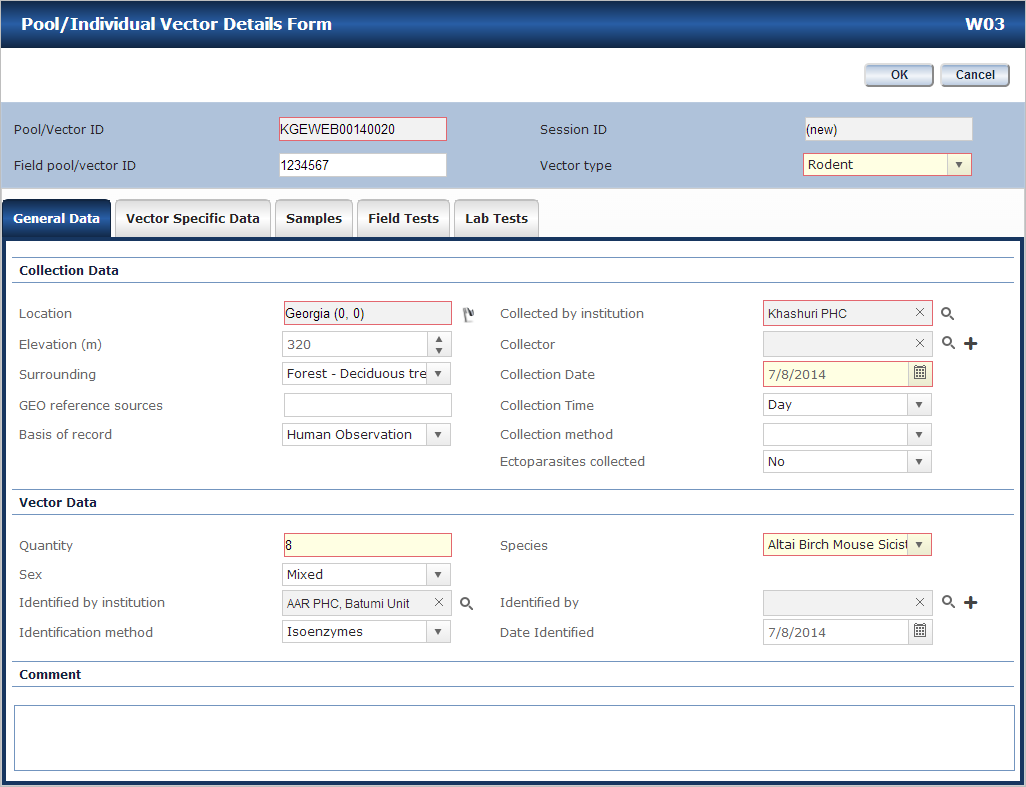 Pool/Individual Vector Details Form W03
OK Cancel
Pool/Vector ID KGEWEB00140020 Session ID (new)
Field pool/vector ID 1234567 Vector type Rodent
General Data Vector Specific Data Samples Field Tests Lab Tests
Collection Data
Location Georgia (0, 0) Collected by institution Khashuri PHC
Elevation (m) 320 Collector
Surrounding Forest - Deciduous tre Collection Date 7/8/2014
GEO reference sources Collection Time Day
Basis of record Human Observation Collection method
Ectoparasites collected No
Vector Data
Quantity 8 Species Altai Birch Mouse Sicist
Sex Mixed
Identified by institution AAR PHC, Batumi Unit Identified by
Identification method Isoenzymes Date Identified 7/8/2014
Comment